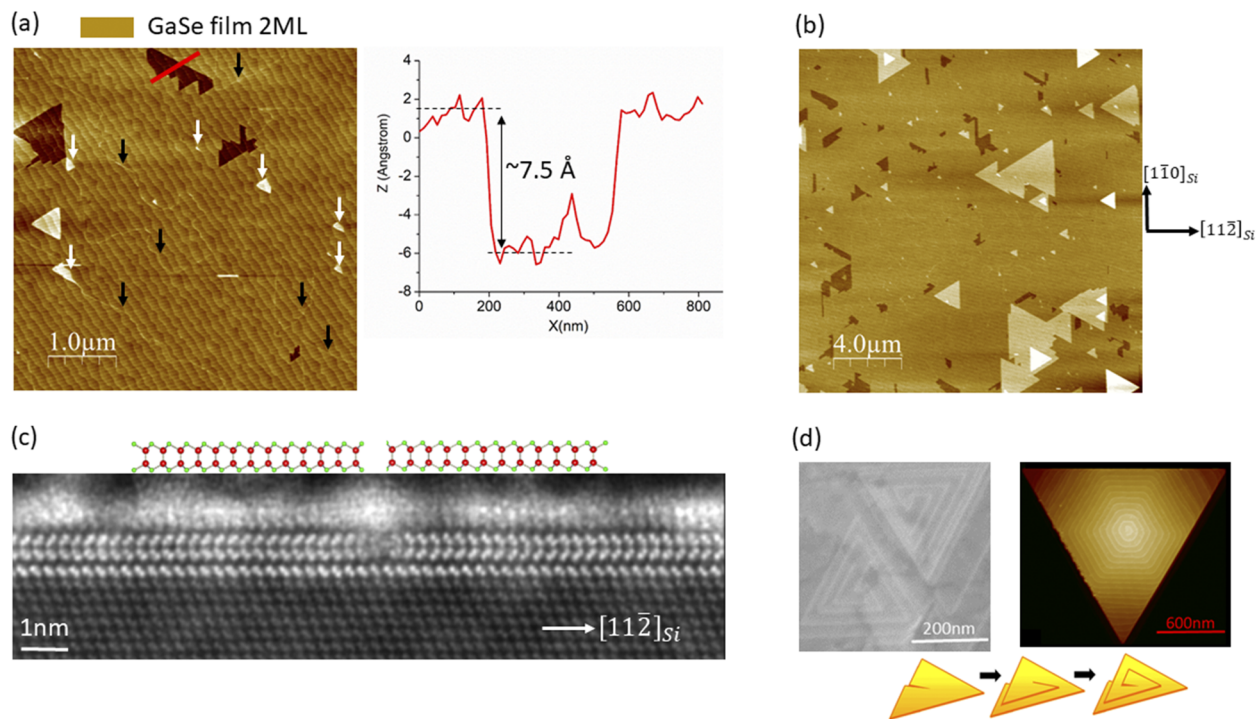 (a)
GaSe film 2ML
1.0μm
4
2
0
-2
-4
-6
-8
Z (Angstrom)
~7.5 Å
0
200
400
600
800
X(nm)
(b)
4.0μm
[11̅0]Si
[112̅]Si
(c)
1nm
[112̅]Si
(d)
200nm
600nm